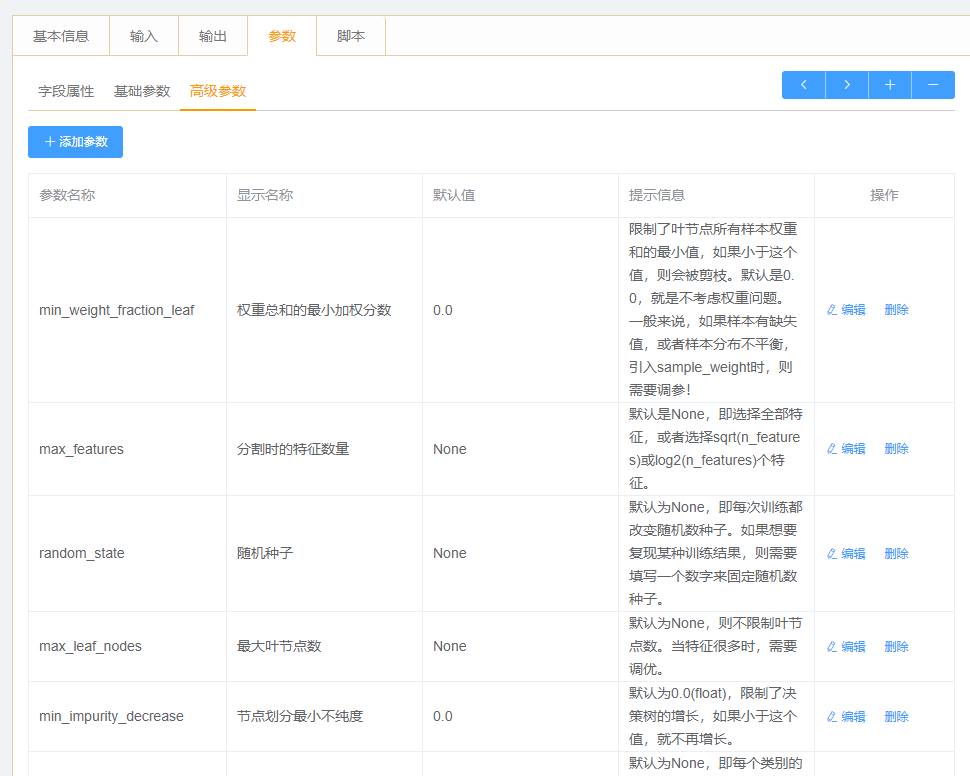 基本信息 输入 输出 参数 脚本
字段属性 基础参数 高级参数
+ 添加参数
参数名称 显示名称 默认值 提示信息 操作
限制了叶节点所有样本权重
和的最小值，如果小于这个
值，则会被剪枝。默认是0.
0，就是不考虑权重问题。
min_weight_fraction_leaf 权重总和的最小加权分数 0.0 编辑 删除
一般来说，如果样本有缺失
值，或者样本分布不平衡，
引入sample_weight时，则
需要调参！
默认是None，即选择全部特
征，或者选择sqrt(n_feature
max_features 分割时的特征数量 None 编辑 删除
s)或log2(n_features)个特
征。
默认为None，即每次训练都
改变随机数种子。如果想要
random_state 随机种子 None 复现某种训练结果，则需要 编辑 删除
填写一个数字来固定随机数
种子。
默认为None，则不限制叶节
max_leaf_nodes 最大叶节点数 None 点数。当特征很多时，需要 编辑 删除
调优。
默认为0.0(float)，限制了决
min_impurity_decrease 节点划分最小不纯度 0.0 策树的增长，如果小于这个 编辑 删除
值，就不再增长。
默认为None，即每个类别的